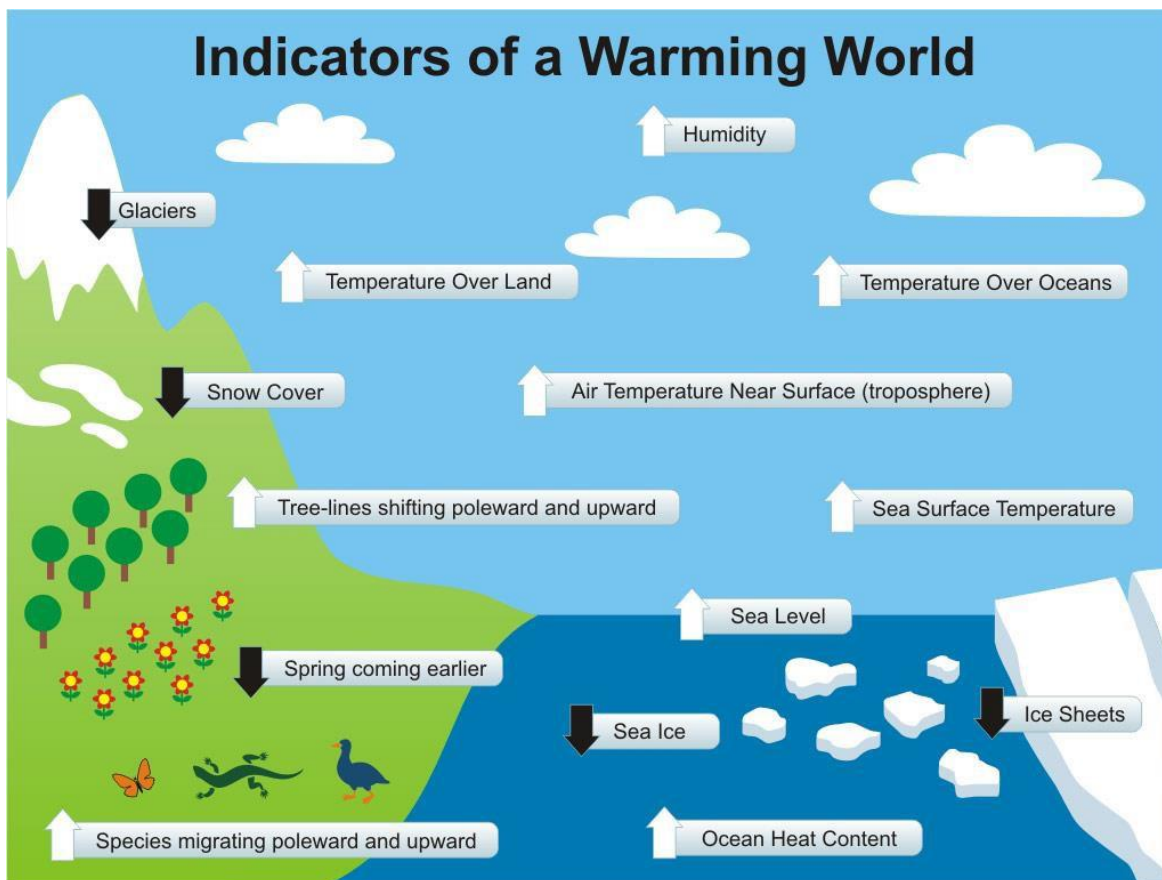 Indicators of a Warming World
Humidity
Glaciers
Temperature Over Land
Temperature Over Oceans
Snow Cover
Air Temperature Near Surface (troposphere)
Tree-lines shifting poleward and upward
Sea Surface Temperature
Sea Level
Spring coming earlier
Sea Ice
Ice Sheets
Species migrating poleward and upward
Ocean Heat Content